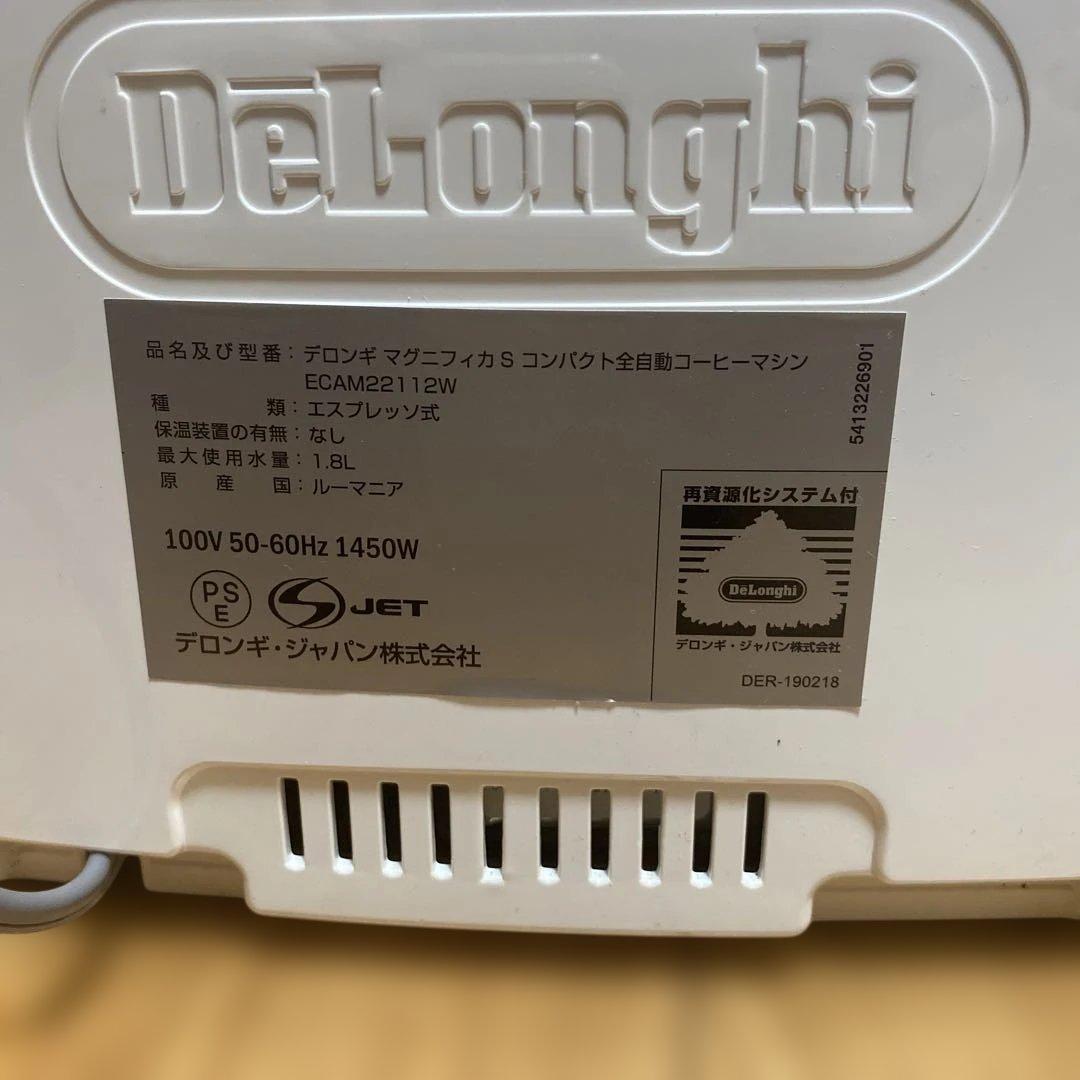 DeLonghi
品名及び型番：デロンギ マグニフィカ S コンパクト全自動コーヒーマシン
ECAM22112W
種類：エスプレッソ式
保温装置の有無：なし
最大使用水量：1.8L
原産国：ルーマニア
100V 50-60Hz 1450W
PS
E
JET
デロンギ・ジャパン株式会社
5413226901
再資源化システム付
DeLonghi
デロンギ・ジャパン株式会社
DER-190218